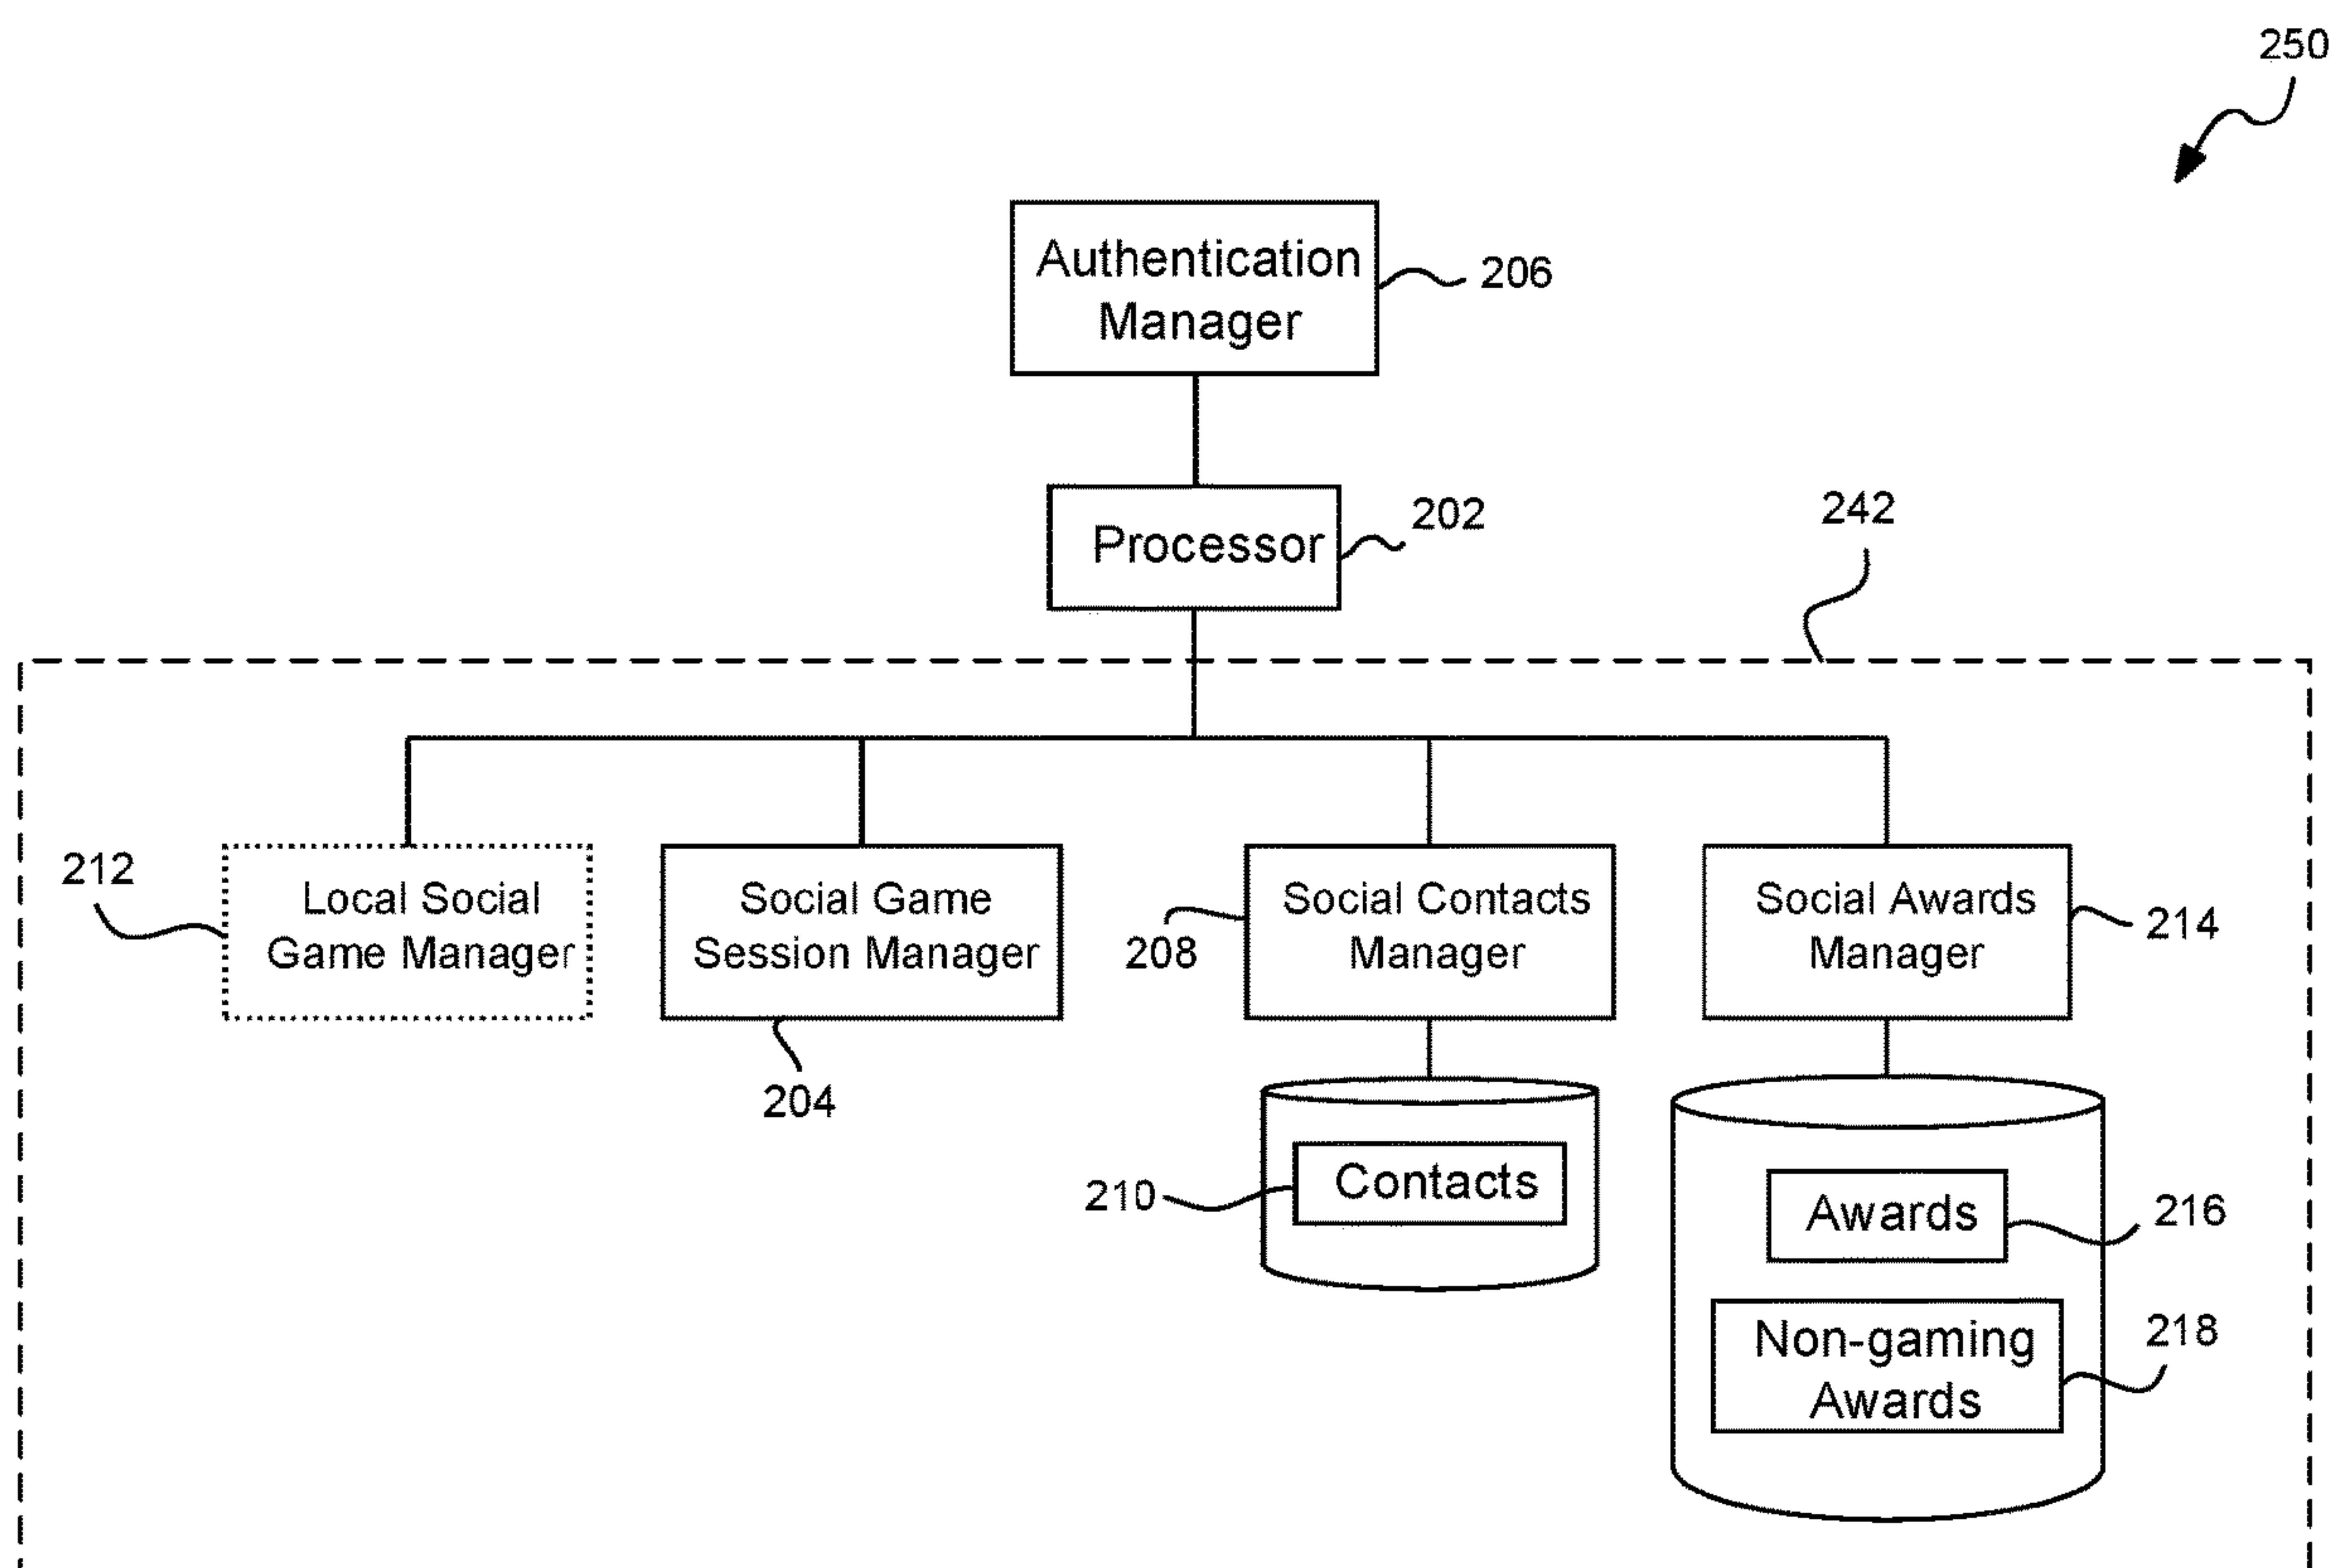 250
Authentication
Manager
206
Processor
202
242
212
Local Social
Game Manager
Social Game
Session Manager
204
Social Contacts
Manager
208
Social Awards
Manager
214
Contacts
210
Awards
216
Non-gaming
Awards
218